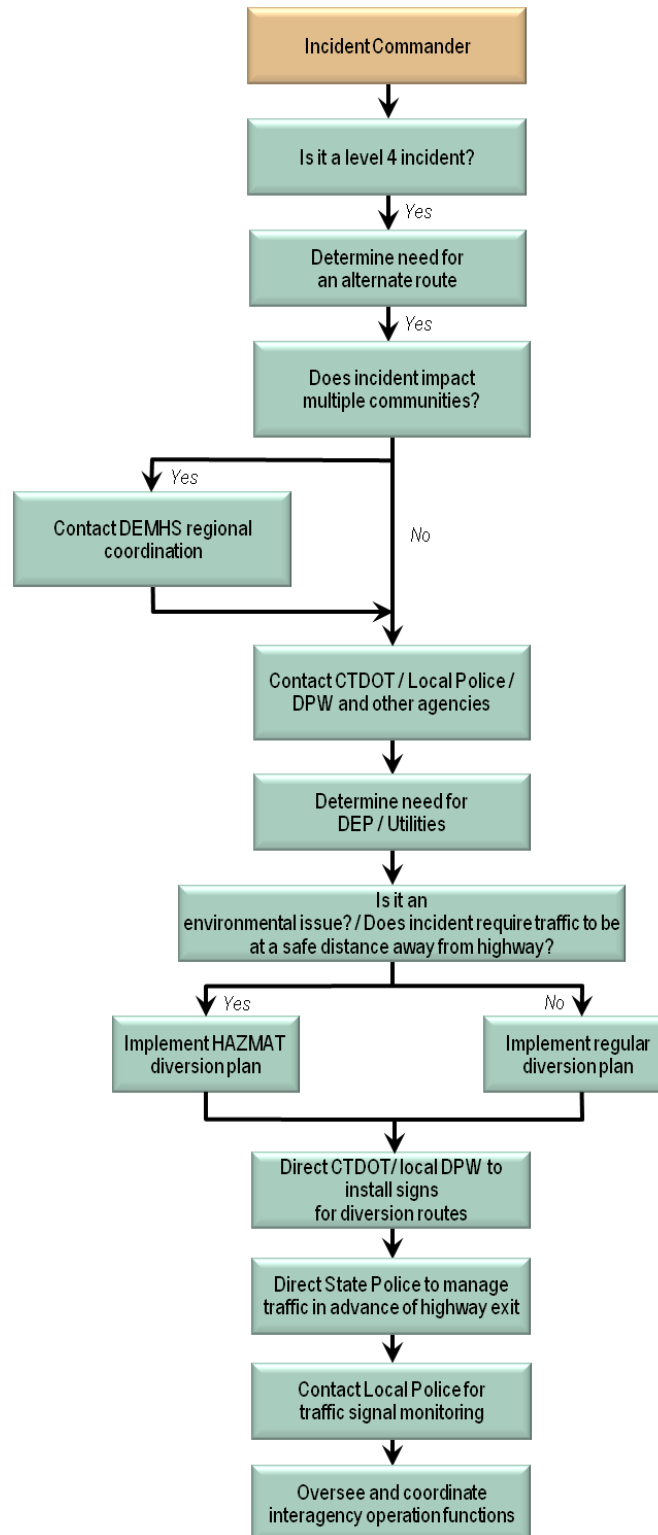 Incident Commander
Is it a level 4 incident?
Yes
Determine need for
an alternate route
Yes
Does incident impact
multiple communities?
Yes
Contact DEMHS regional
coordination
No
Contact CTDOT / Local Police /
DPW and other agencies
Determine need for
DEP / Utilities
Is it an
environmental issue? / Does incident require traffic to be
at a safe distance away from highway?
Yes
No
Implement HAZMAT
diversion plan
Implement regular
diversion plan
Direct CTDOT/ local DPW to
install signs
for diversion routes
Direct State Police to manage
traffic in advance of highway exit
Contact Local Police for
traffic signal monitoring
Oversee and coordinate
interagency operation functions